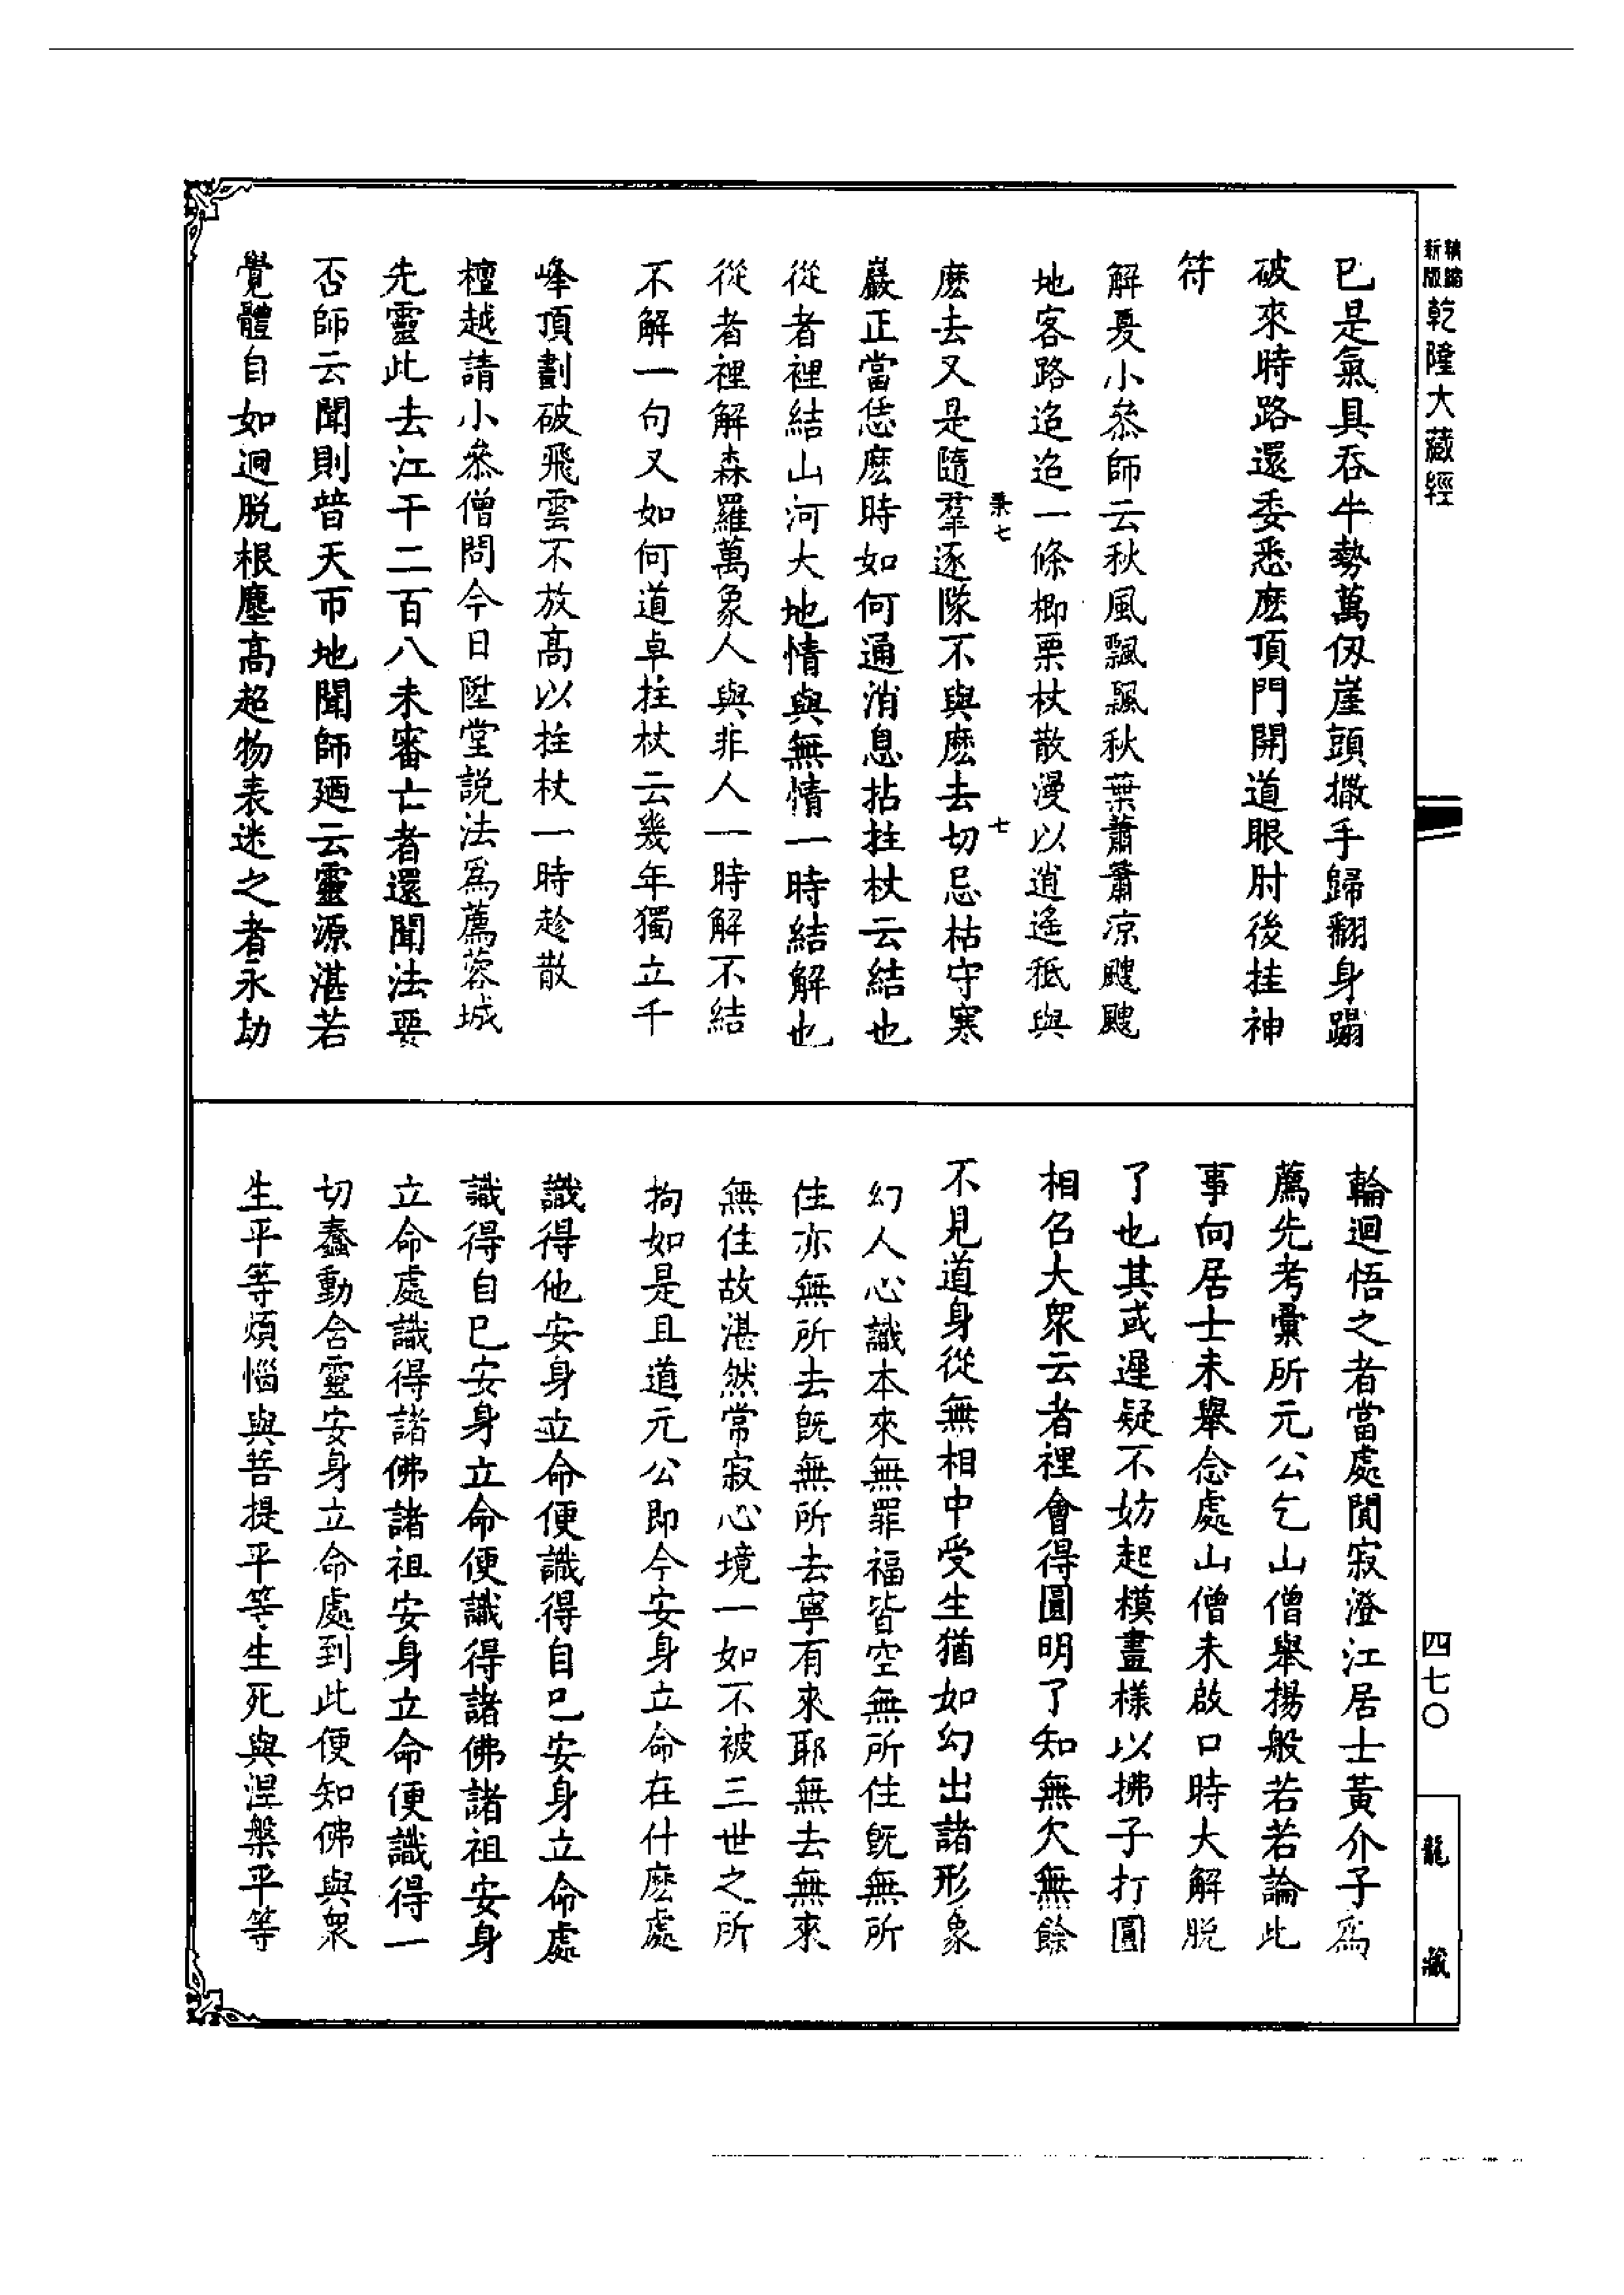 新版 精縮
乾隆大藏經
已是氣具吞牛勢萬仭崖頭撒手歸翻身蹋
破來時路還委悉麽頂門開道眼肘後挂神
符
解憂小叅師云秋風飄飄秋葉蕭蕭凉颼颼
地客路迢迢一條楖栗杖散漫以逍遙秪與
麽去又是隨羣逐隊不與麽去切忌枯守寒
巖正當恁麽時如何通消息拈拄杖云結也
從者裡結山河大地情與無情一時結解也
從者裡解森羅萬象人與非人一時解不結
不解一句又如何道卓拄杖云幾年獨立千
峰頂劃破飛雲不放高以拄杖一時趁散
檀越請小叅僧問今日陞堂説法爲薦蓉城
先靈此去江干二百八未審亡者還聞法要
否師云聞則普天帀地聞師廼云靈源湛若
覺體自如迥脱根塵高超物表迷之者永劫
秉七
七
輪迴悟之者當處閴寂澄江居士黃介子爲
薦先考彙所元公乞山僧舉揚般若若論此
事向居士未舉念處山僧未啟口時大解脱
了也其或遲疑不妨起模畫樣以拂子打圓
相召大眾云者裡會得圓明了知無欠無餘
不見道身從無相中受生猶如幻出諸形象
幻人心識本來無罪福皆空無所住旣無所
住亦無所去旣無所去寧有來耶無去無來
無住故湛然常寂心境一如不被三世之所
拘如是且道元公即今安身立命在什麽處
識得他安身立命便識得自巳安身立命處
識得自巳安身立命便識得諸佛諸祖安身
立命處識得諸佛諸祖安身立命便識得一
切蠢動含靈安身立命處到此便知佛與眾
生平等煩惱與菩提平等生死與涅槃平等
四七〇
龍藏